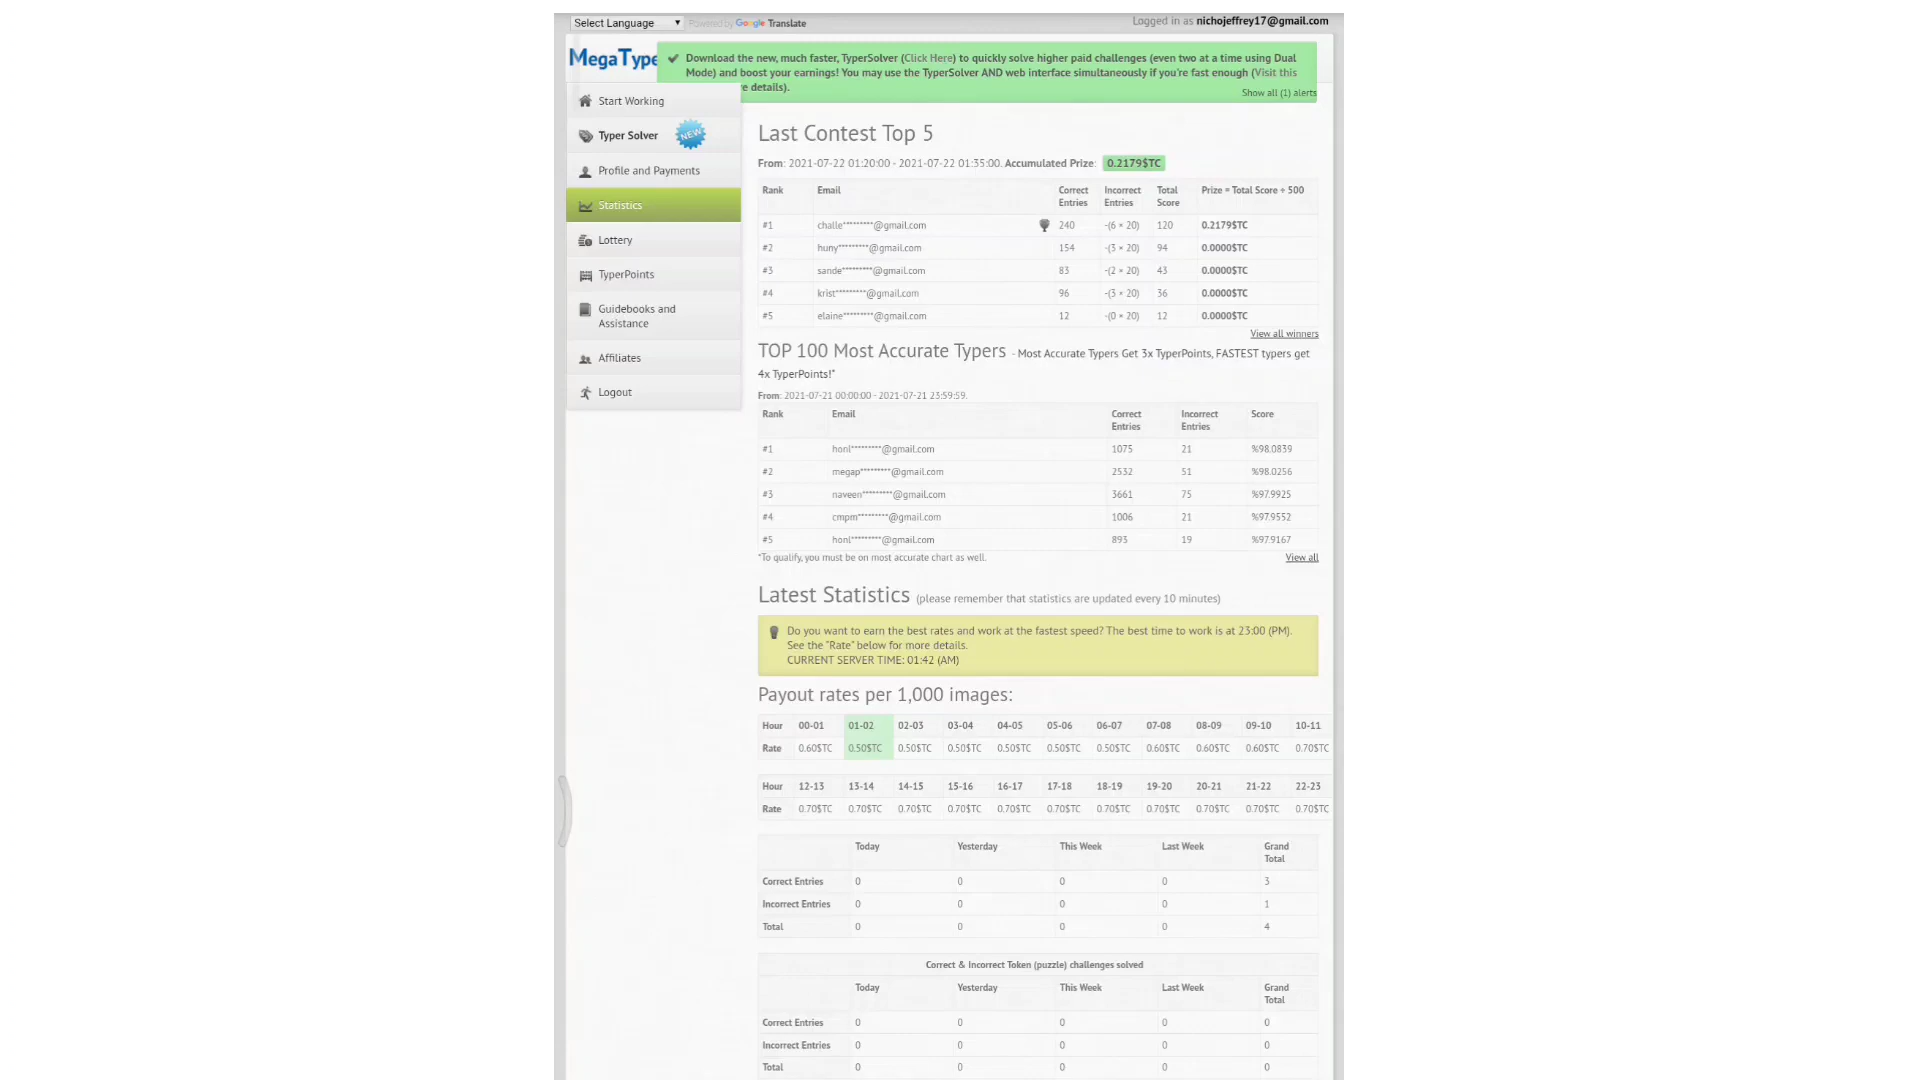 Select Language ▼ Powered by Google Translate
Logged in as nichojeffrey17@gmail.com
MegaType
Download the new, much faster, TyperSolver (Click Here) to quickly solve higher paid challenges (even two at a time using Dual
Mode) and boost your earnings! You may use the TyperSolver AND web interface simultaneously if you're fast enough (Visit this
e details).
Show all (1) alerts
Start Working
Typer Solver NEW
Profile and Payments
Statistics
Lottery
TyperPoints
Guidebooks and
Assistance
Affiliates
Logout
Last Contest Top 5
From: 2021-07-22 01:20:00 - 2021-07-22 01:35:00. Accumulated Prize: 0.2179$TC
Rank Email Correct Entries Incorrect Entries Total Score Prize = Total Score ÷ 500
#1 challe*********@gmail.com 240 -(6 × 20) 120 0.2179$TC
#2 huny*********@gmail.com 154 -(3 × 20) 94 0.0000$TC
#3 sande*********@gmail.com 83 -(2 × 20) 43 0.0000$TC
#4 krist*********@gmail.com 96 -(3 × 20) 36 0.0000$TC
#5 elaine*********@gmail.com 12 -(0 × 20) 12 0.0000$TC
View all winners
TOP 100 Most Accurate Typers - Most Accurate Typers Get 3x TyperPoints, FASTEST typers get
4x TyperPoints!*
From: 2021-07-21 00:00:00 - 2021-07-21 23:59:59.
Rank Email Correct Entries Incorrect Entries Score
#1 honl*********@gmail.com 1075 21 %98.0839
#2 megap*********@gmail.com 2532 51 %98.0256
#3 naveen*********@gmail.com 3661 75 %97.9925
#4 cmpm*********@gmail.com 1006 21 %97.9552
#5 honl*********@gmail.com 893 19 %97.9167
*To qualify, you must be on most accurate chart as well. View all
Latest Statistics (please remember that statistics are updated every 10 minutes)
Do you want to earn the best rates and work at the fastest speed? The best time to work is at 23:00 (PM).
See the "Rate" below for more details.
CURRENT SERVER TIME: 01:42 (AM)
Payout rates per 1,000 images:
Hour 00-01 01-02 02-03 03-04 04-05 05-06 06-07 07-08 08-09 09-10 10-11
Rate 0.60$TC 0.50$TC 0.50$TC 0.50$TC 0.50$TC 0.50$TC 0.50$TC 0.60$TC 0.60$TC 0.60$TC 0.70$TC
Hour 12-13 13-14 14-15 15-16 16-17 17-18 18-19 19-20 20-21 21-22 22-23
Rate 0.70$TC 0.70$TC 0.70$TC 0.70$TC 0.70$TC 0.70$TC 0.70$TC 0.70$TC 0.70$TC 0.70$TC 0.70$TC
Today Yesterday This Week Last Week Grand Total
Correct Entries 0 0 0 0 3
Incorrect Entries 0 0 0 0 1
Total 0 0 0 0 4
Correct & Incorrect Token (puzzle) challenges solved
Today Yesterday This Week Last Week Grand Total
Correct Entries 0 0 0 0 0
Incorrect Entries 0 0 0 0 0
Total 0 0 0 0 0